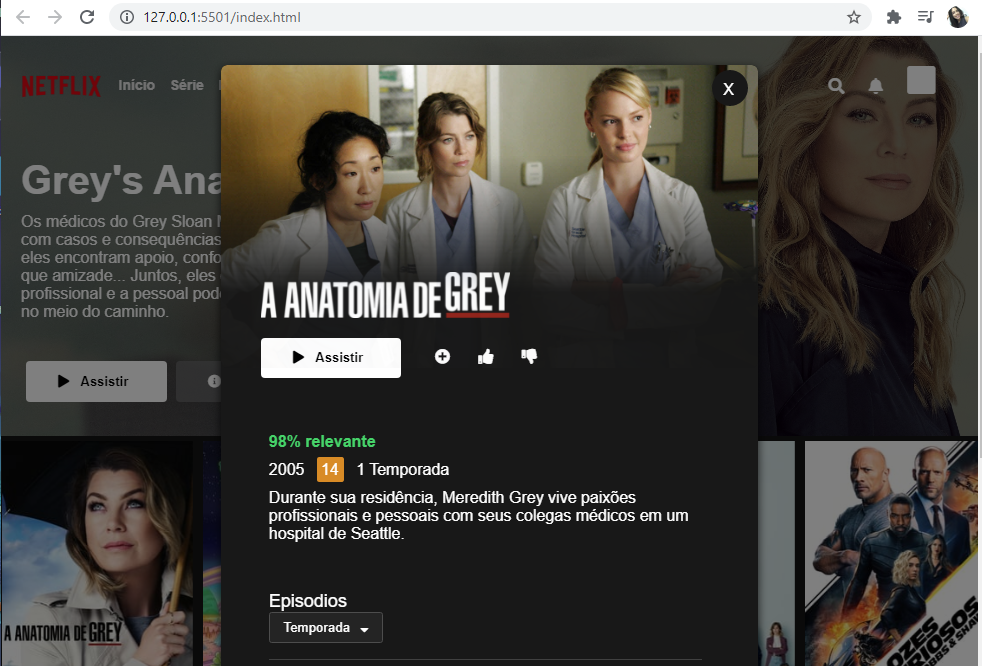 127.0.0.1:5501/index.html
NETFLIX Início Série
X
Grey's Ana
Os médicos do Grey Sloan
com casos e consequências
eles encontram apoio, confo
que amizade... Juntos, eles
profissional e a pessoal pod
no meio do caminho.
Assistir
A ANATOMIA DE GREY
Assistir
98% relevante
2005 14 1 Temporada
Durante sua residência, Meredith Grey vive paixões
profissionais e pessoais com seus colegas médicos em um
hospital de Seattle.
Episodios
Temporada
A ANATOMIA DE GREY
OZES
OSOS
BBS & SHAW